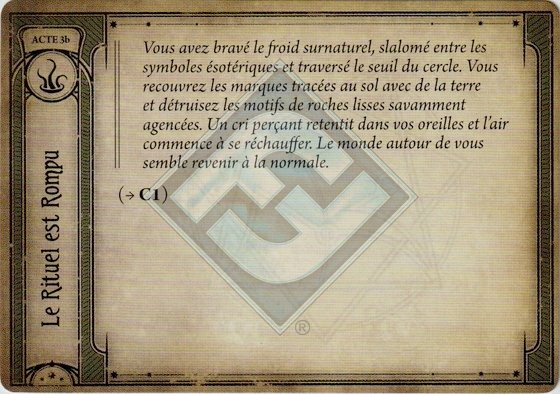 ACTE 3b
Le Rituel est Rompu
Vous avez bravé le froid surnaturel, slalomé entre les
symboles ésotériques et traversé le seuil du cercle. Vous
recouvrez les marques tracées au sol avec de la terre
et détruisez les motifs de roches lisses savamment
agencées. Un cri perçant retentit dans vos oreilles et l'air
commence à se réchauffer. Le monde autour de vous
semble revenir à la normale.
(→ C1)
®